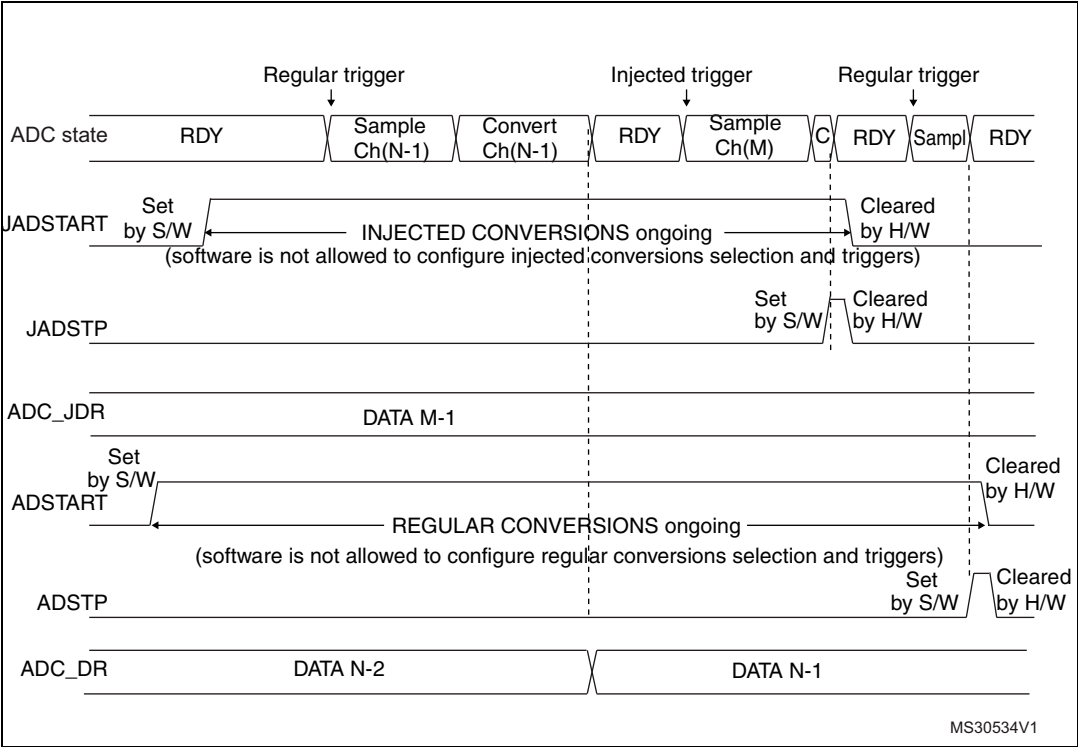 Regular trigger
Injected trigger
Regular trigger
ADC state
RDY
Sample
Ch(N-1)
Convert
Ch(N-1)
RDY
Sample
Ch(M)
C
RDY
Sampl
RDY
JADSTART
Set
by S/W
INJECTED CONVERSIONS ongoing
Cleared
by H/W
(software is not allowed to configure injected conversions selection and triggers)
JADSTP
Set
by S/W
Cleared
by H/W
ADC_JDR
DATA M-1
ADSTART
Set
by S/W
REGULAR CONVERSIONS ongoing
Cleared
by H/W
(software is not allowed to configure regular conversions selection and triggers)
ADSTP
Set
by S/W
Cleared
by H/W
ADC_DR
DATA N-2
DATA N-1
MS30534V1